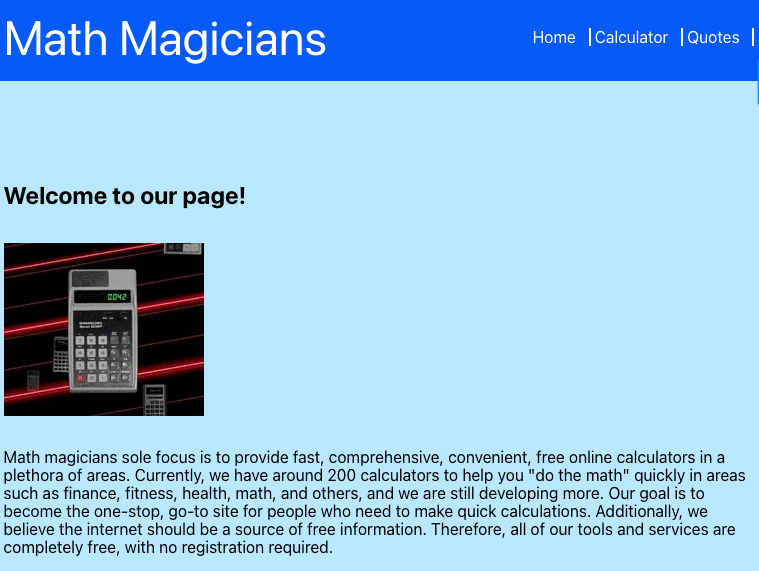 Math Magicians
Home
Calculator
Quotes
Welcome to our page!
0.042
Math magicians sole focus is to provide fast, comprehensive, convenient, free online calculators in a
plethora of areas. Currently, we have around 200 calculators to help you "do the math" quickly in areas
such as finance, fitness, health, math, and others, and we are still developing more. Our goal is to
become the one-stop, go-to site for people who need to make quick calculations. Additionally, we
believe the internet should be a source of free information. Therefore, all of our tools and services are
completely free, with no registration required.